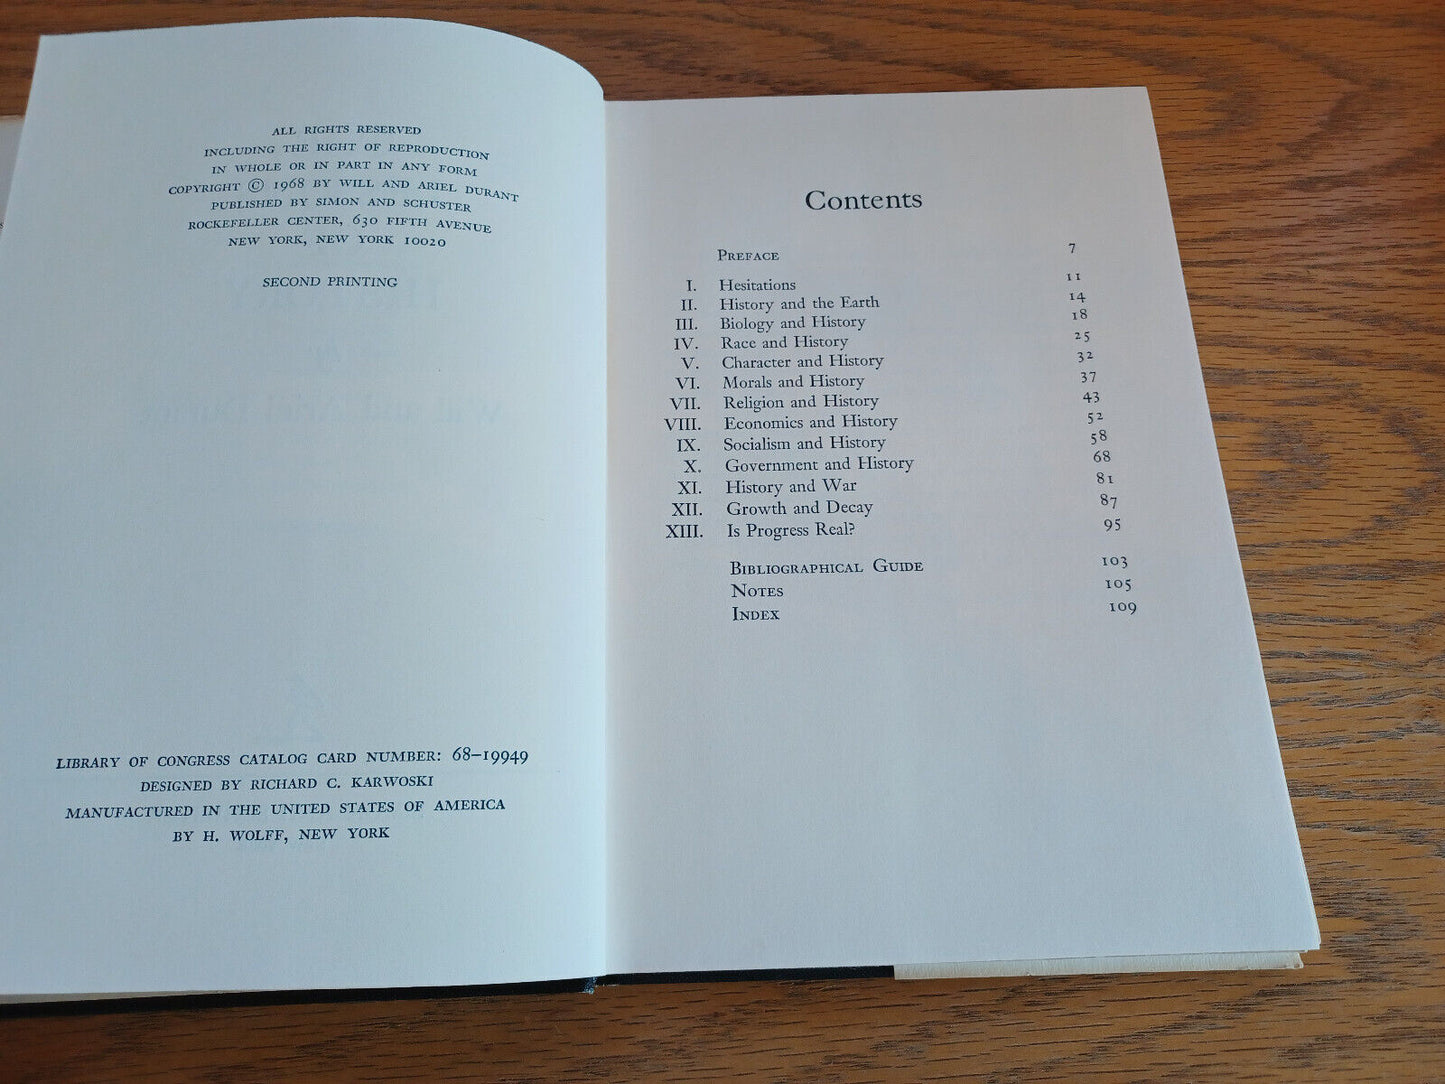 ALL RIGHTS RESERVED
INCLUDING THE RIGHT OF REPRODUCTION
IN WHOLE OR IN PART IN ANY FORM
COPYRIGHT © 1968 BY WILL AND ARIEL DURANT
PUBLISHED BY SIMON AND SCHUSTER
ROCKEFELLER CENTER, 630 FIFTH AVENUE
NEW YORK, NEW YORK 10020
SECOND PRINTING
LIBRARY OF CONGRESS CATALOG CARD NUMBER: 68-19949
DESIGNED BY RICHARD C. KARWOSKI
MANUFACTURED IN THE UNITED STATES OF AMERICA
BY H. WOLFF, NEW YORK
Contents
PREFACE 7
I. Hesitations 11
II. History and the Earth 14
III. Biology and History 18
IV. Race and History 25
V. Character and History 32
VI. Morals and History 37
VII. Religion and History 43
VIII. Economics and History 52
IX. Socialism and History 58
X. Government and History 68
XI. History and War 81
XII. Growth and Decay 87
XIII. Is Progress Real? 95
BIBLIOGRAPHICAL GUIDE 103
NOTES 105
INDEX 109